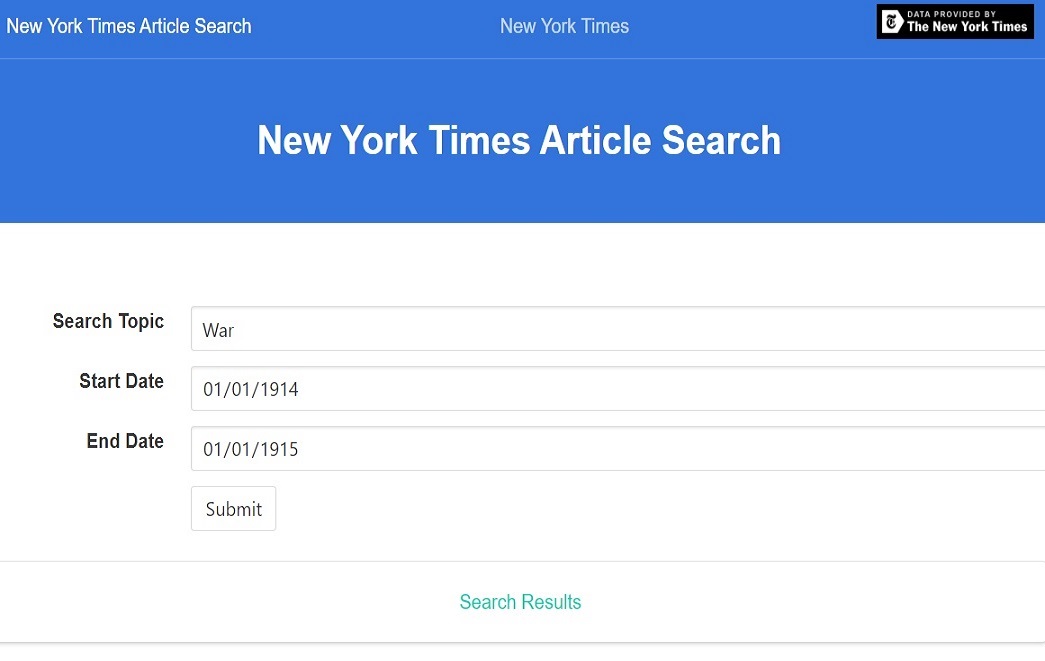 New York Times Article Search
New York Times
DATA PROVIDED BY
The New York Times
New York Times Article Search
Search Topic
War
Start Date
01/01/1914
End Date
01/01/1915
Submit
Search Results